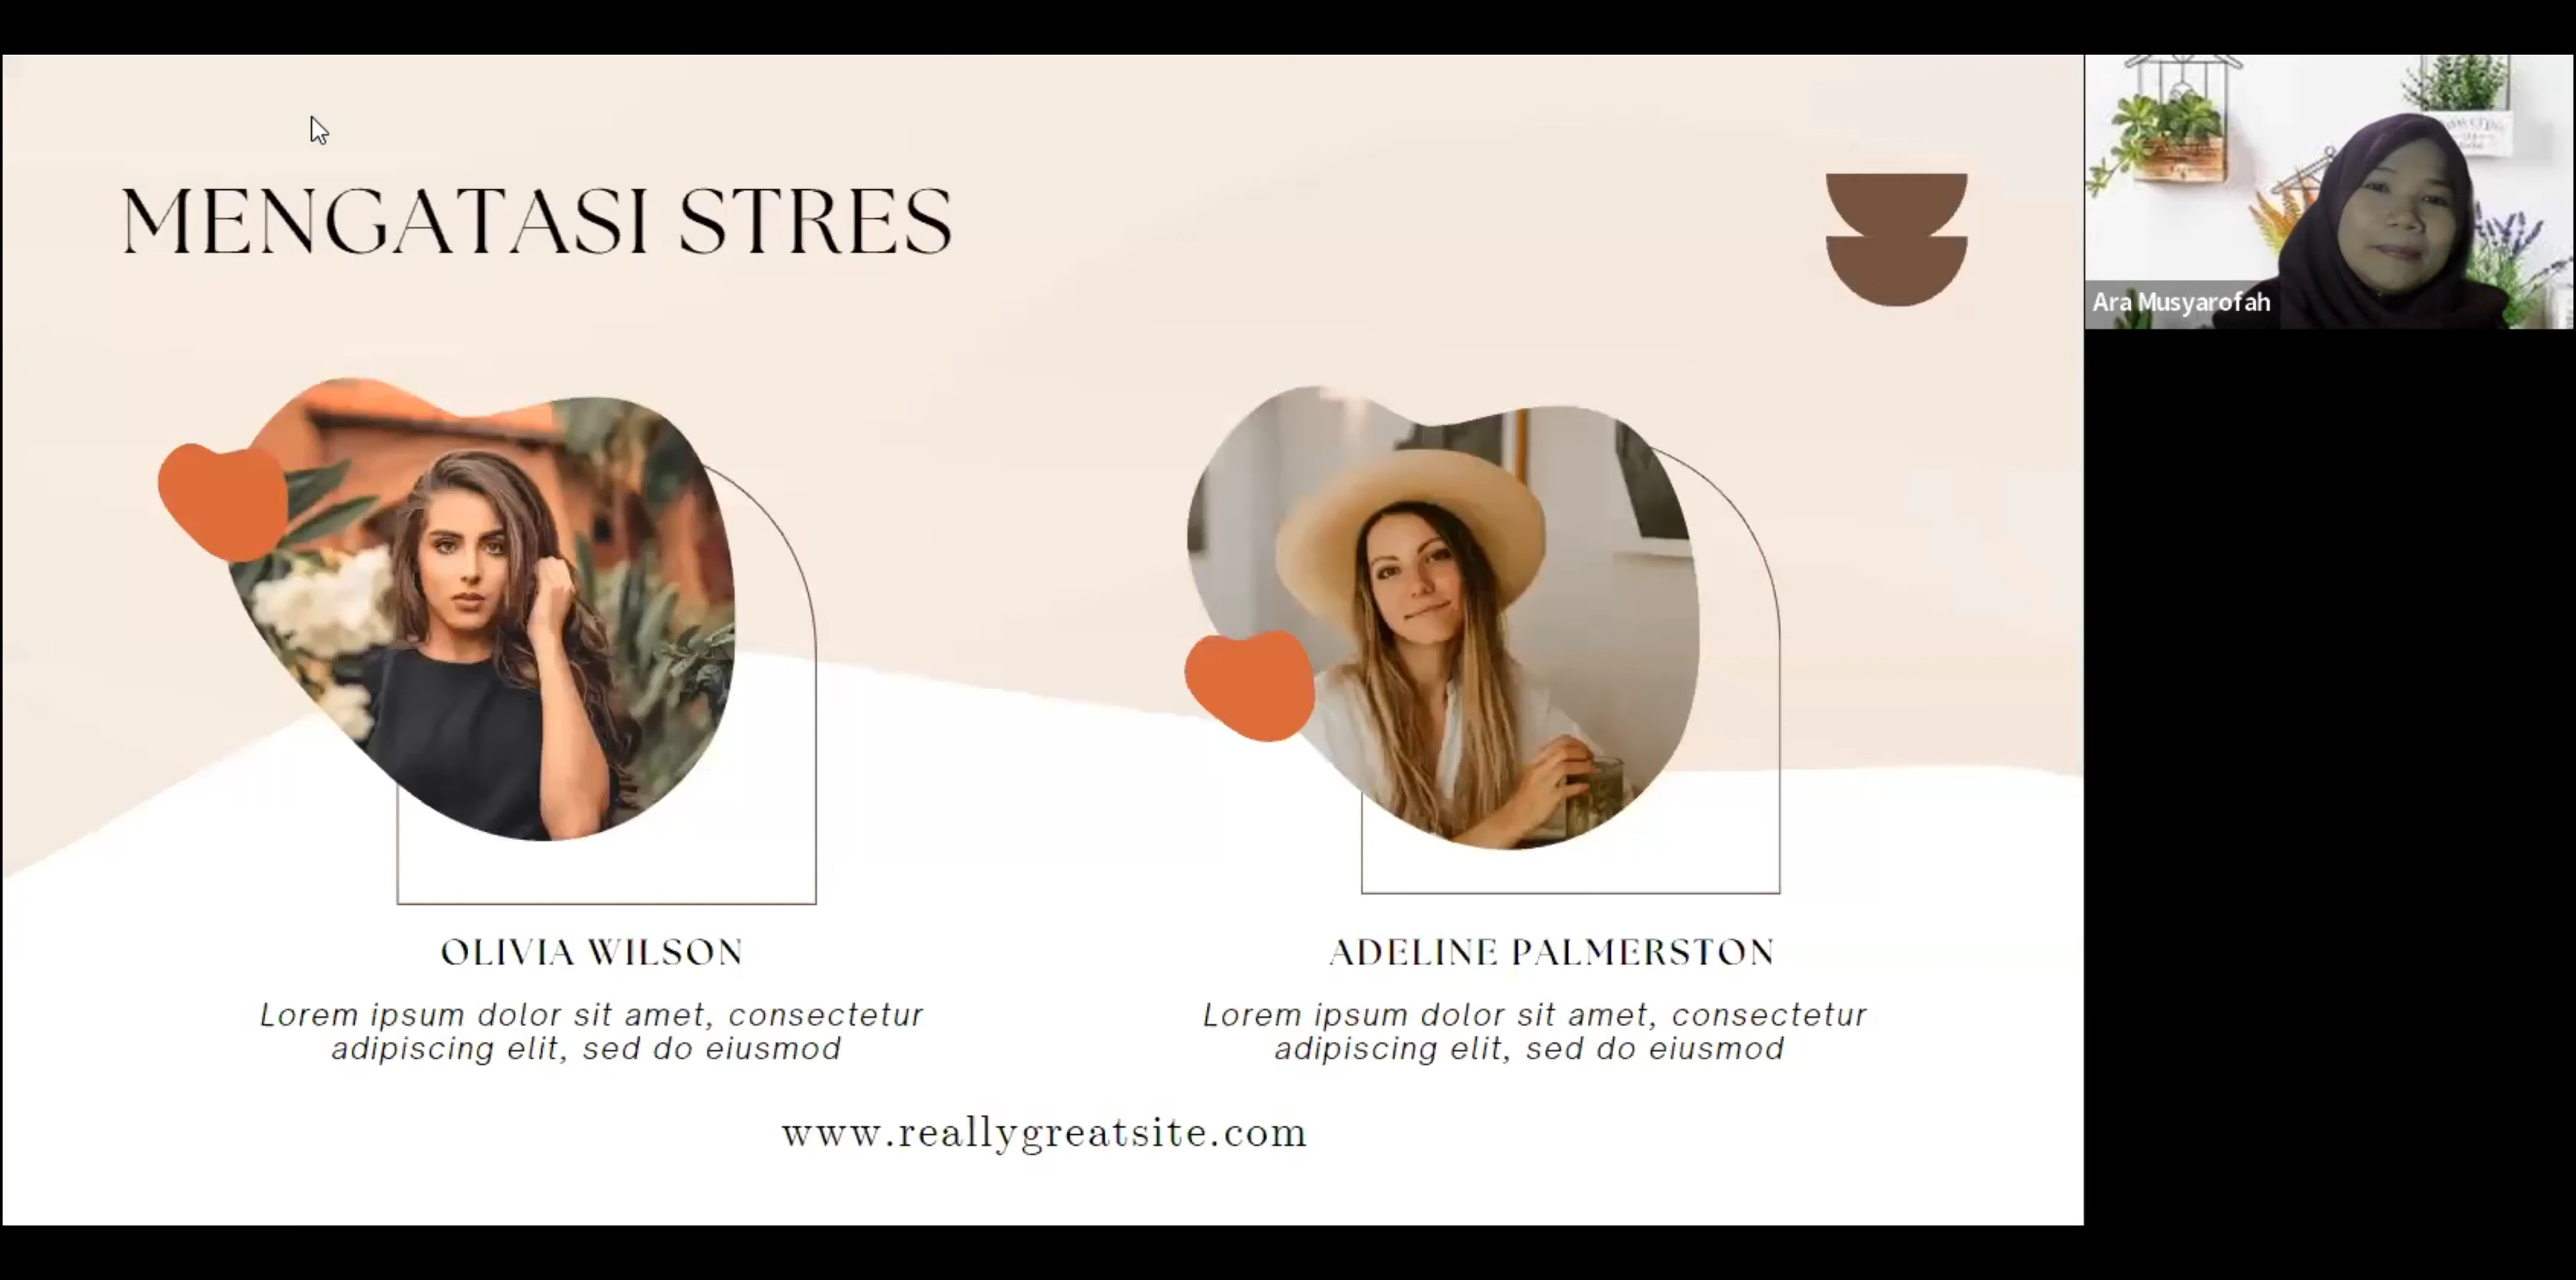 MENGATASI STRES
Ara Musyarofah
OLIVIA WILSON
Lorem ipsum dolor sit amet, consectetur
adipiscing elit, sed do eiusmod
ADELINE PALMERSTON
Lorem ipsum dolor sit amet, consectetur
adipiscing elit, sed do eiusmod
www.reallygreatsite.com